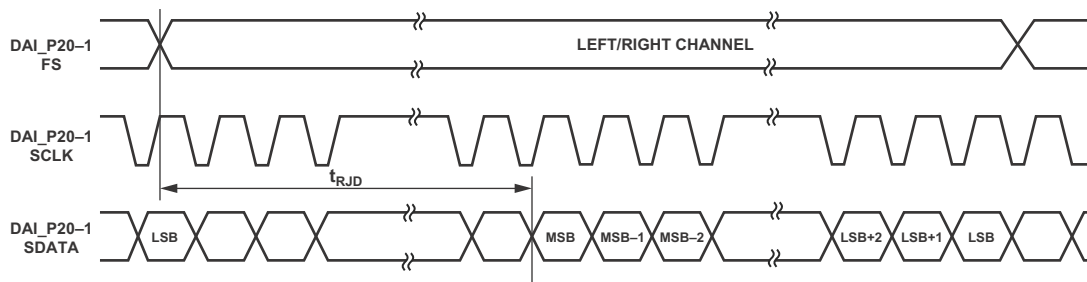 DAI_P20–1
FS
LEFT/RIGHT CHANNEL
DAI_P20–1
SCLK
tRJD
DAI_P20–1
SDATA
LSB
MSB
MSB–1
MSB–2
LSB+2
LSB+1
LSB